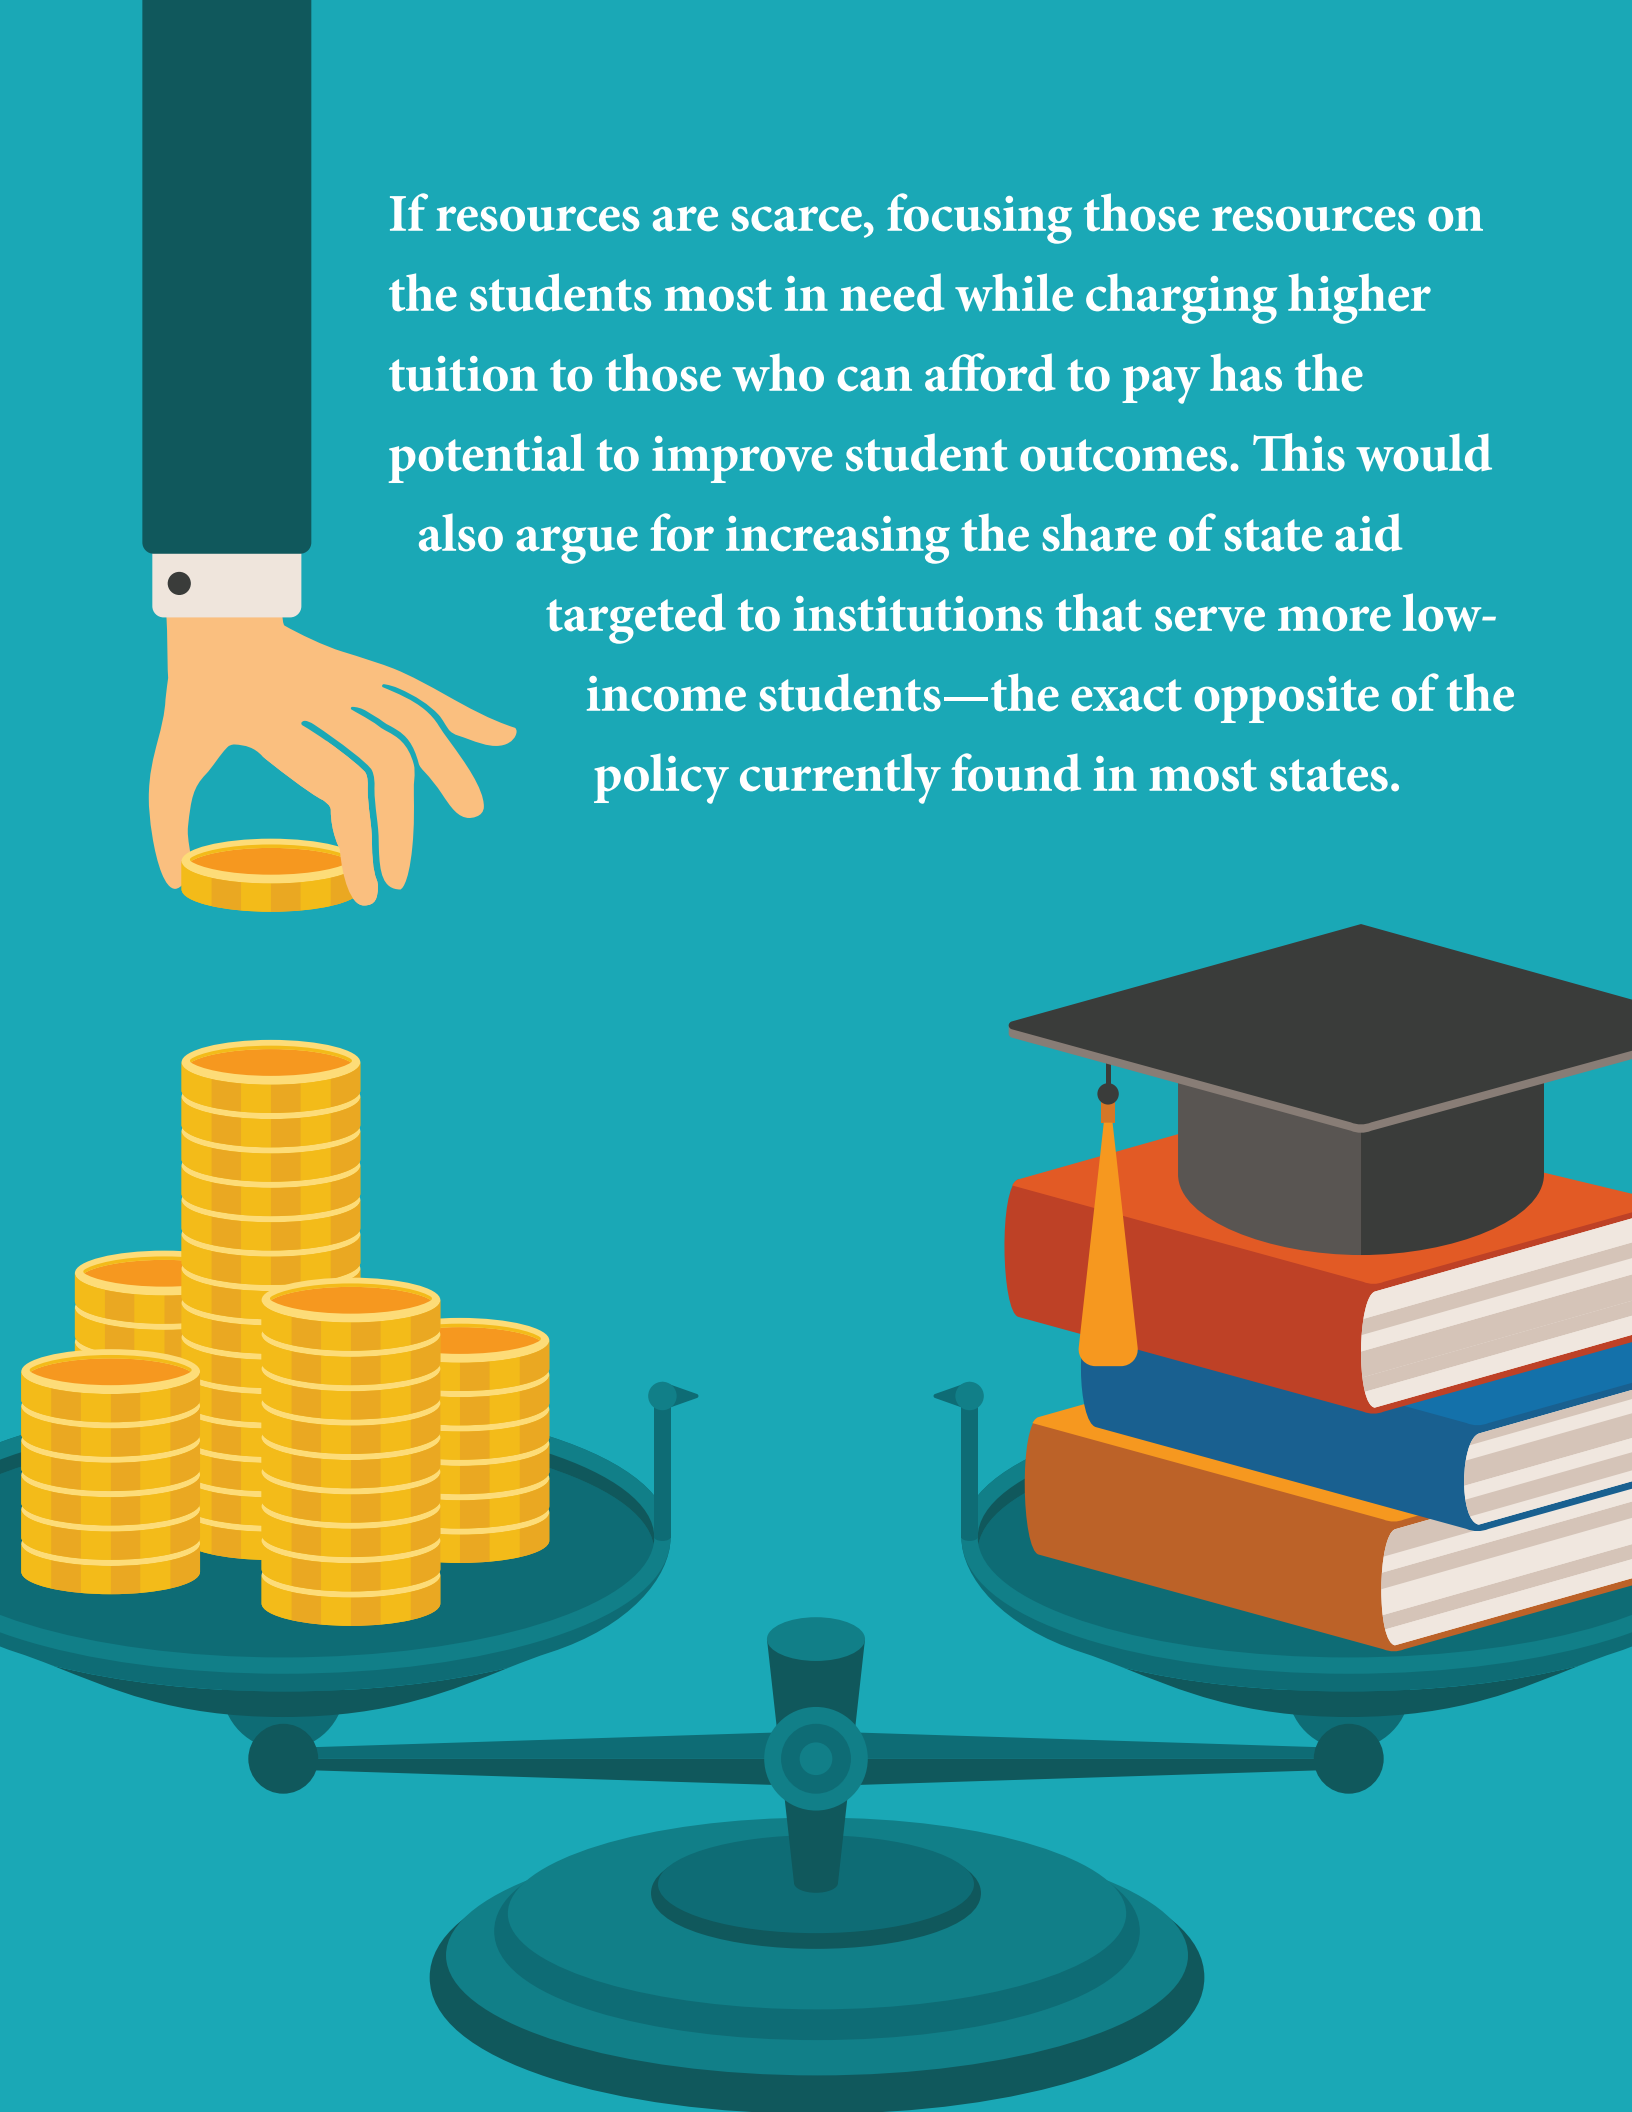 If resources are scarce, focusing those resources on
the students most in need while charging higher
tuition to those who can afford to pay has the
potential to improve student outcomes. This would
also argue for increasing the share of state aid
targeted to institutions that serve more low-
income students—the exact opposite of the
policy currently found in most states.